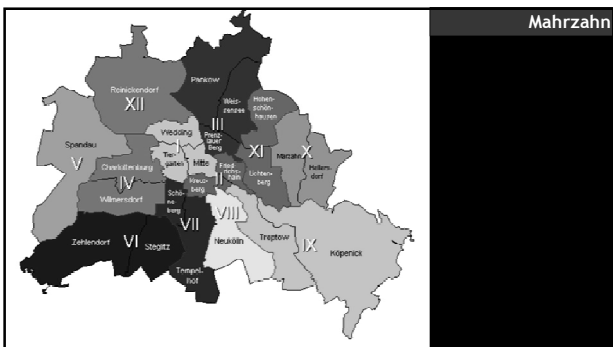 Mahrzahn
Reinickendorf
XII
Pankow
Weis-
sensee
Hohen-
schön-
hausen
III
Prenz-
lauer
Berg
Wedding
I
Tier-
garten
Mitte
Spandau
V
Charlottenburg
IV
Wilmersdorf
XI
Lichten-
berg
Marzahn
X
Hellers-
dorf
Fried
richs-
hain
II
Kreuz-
berg
Schö-
ne
berg
VII
VIII
Neukölln
Treptow
IX
Köpenick
Zehlendorf
VI
Steglitz
Tempel-
hof